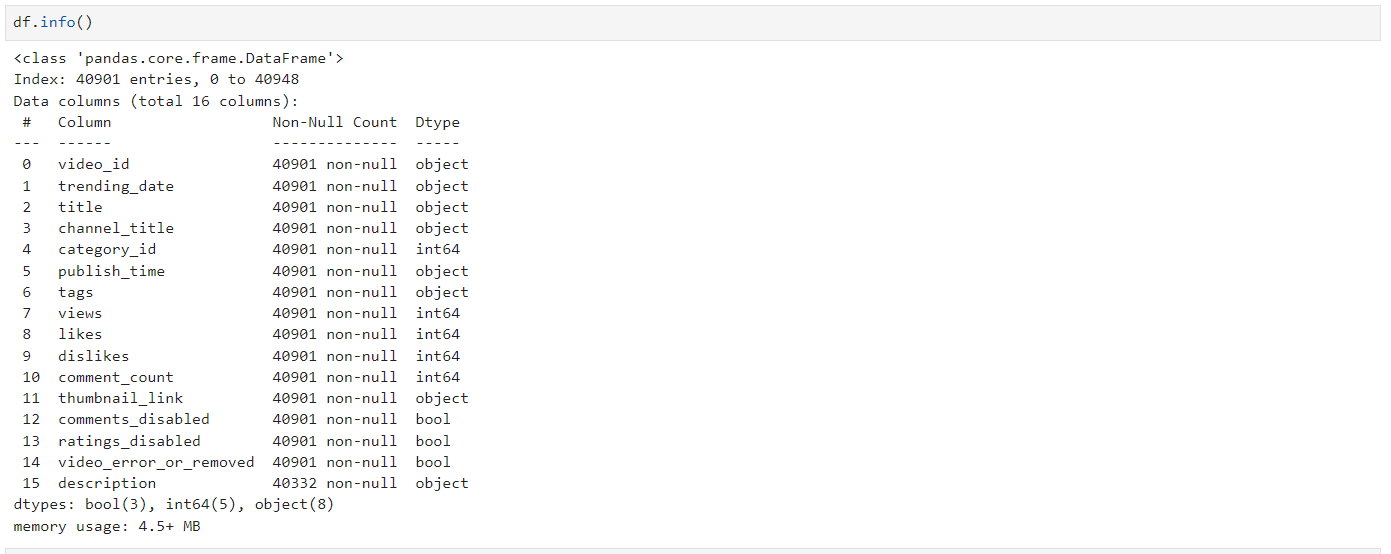 df.info()
<class 'pandas.core.frame.DataFrame'>
Index: 40901 entries, 0 to 40948
Data columns (total 16 columns):
 #   Column                  Non-Null Count  Dtype
---  ------                  --------------  -----
 0   video_id                40901 non-null  object
 1   trending_date           40901 non-null  object
 2   title                   40901 non-null  object
 3   channel_title           40901 non-null  object
 4   category_id             40901 non-null  int64
 5   publish_time            40901 non-null  object
 6   tags                    40901 non-null  object
 7   views                   40901 non-null  int64
 8   likes                   40901 non-null  int64
 9   dislikes                40901 non-null  int64
 10  comment_count           40901 non-null  int64
 11  thumbnail_link          40901 non-null  object
 12  comments_disabled       40901 non-null  bool
 13  ratings_disabled        40901 non-null  bool
 14  video_error_or_removed  40901 non-null  bool
 15  description             40332 non-null  object
dtypes: bool(3), int64(5), object(8)
memory usage: 4.5+ MB